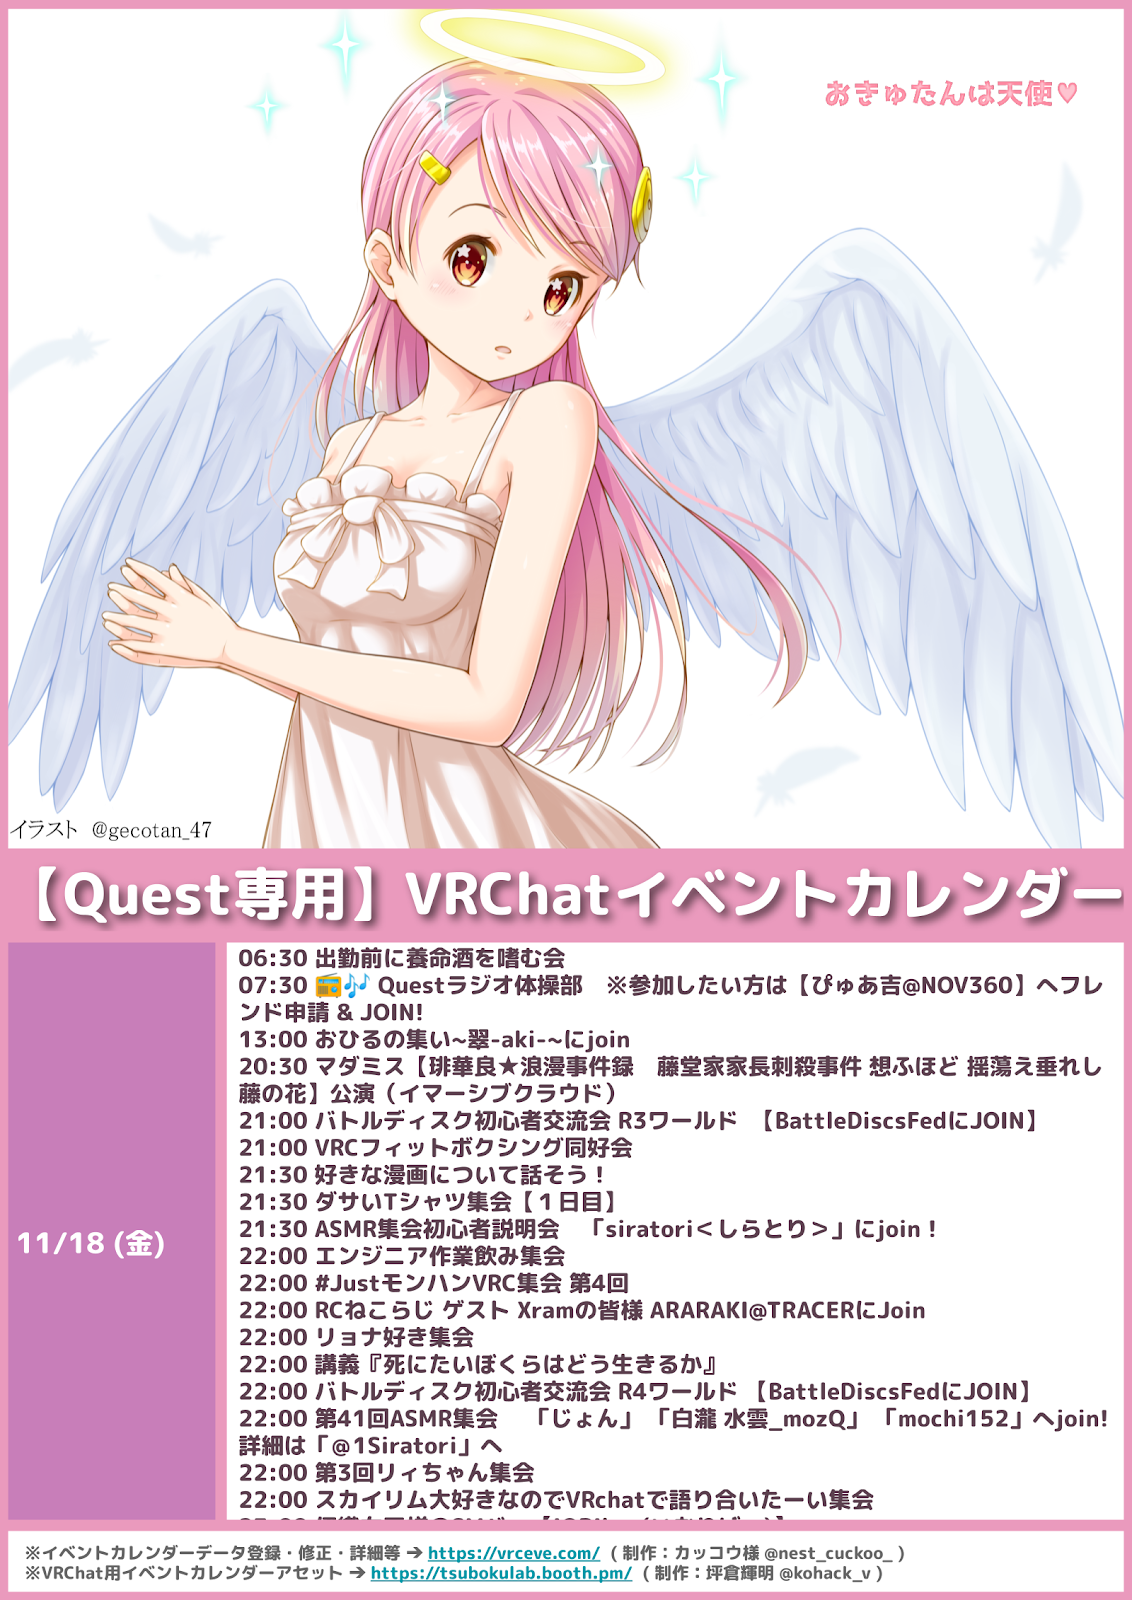 おきゅたんは天使♥
イラスト @gecotan_47
【Quest専用】VRChatイベントカレンダー
11/18 (金)
06:30 出勤前に養命酒を嗜む会
07:30 📻🎶 Questラジオ体操部　※参加したい方は【ぴゅあ吉@NOV360】へフレ
ンド申請 & JOIN!
13:00 おひるの集い~翠-aki-~にjoin
20:30 マダミス【琲華良★浪漫事件録　藤堂家家長刺殺事件 想ふほど 揺蕩え垂れし
藤の花】公演（イマーシブクラウド）
21:00 バトルディスク初心者交流会 R3ワールド 【BattleDiscsFedにJOIN】
21:00 VRCフィットボクシング同好会
21:30 好きな漫画について話そう！
21:30 ダサいTシャツ集会【１日目】
21:30 ASMR集会初心者説明会　「siratori＜しらとり＞」にjoin！
22:00 エンジニア作業飲み集会
22:00 #JustモンハンVRC集会 第4回
22:00 RCねこらじ ゲスト Xramの皆様 ARARAKI@TRACERにJoin
22:00 リョナ好き集会
22:00 講義『死にたいぼくらはどう生きるか』
22:00 バトルディスク初心者交流会 R4ワールド 【BattleDiscsFedにJOIN】
22:00 第41回ASMR集会　「じょん」「白瀧 水雲_mozQ」「mochi152」へjoin!
詳細は「@1Siratori」へ
22:00 第3回リィちゃん集会
22:00 スカイリム大好きなのでVRchatで語り合いたーい集会
※イベントカレンダーデータ登録・修正・詳細等 ➔ https://vrceve.com/ ( 制作：カッコウ様 @nest_cuckoo_ )
※VRChat用イベントカレンダーアセット ➔ https://tsubokulab.booth.pm/ ( 制作：坪倉輝明 @kohack_v )